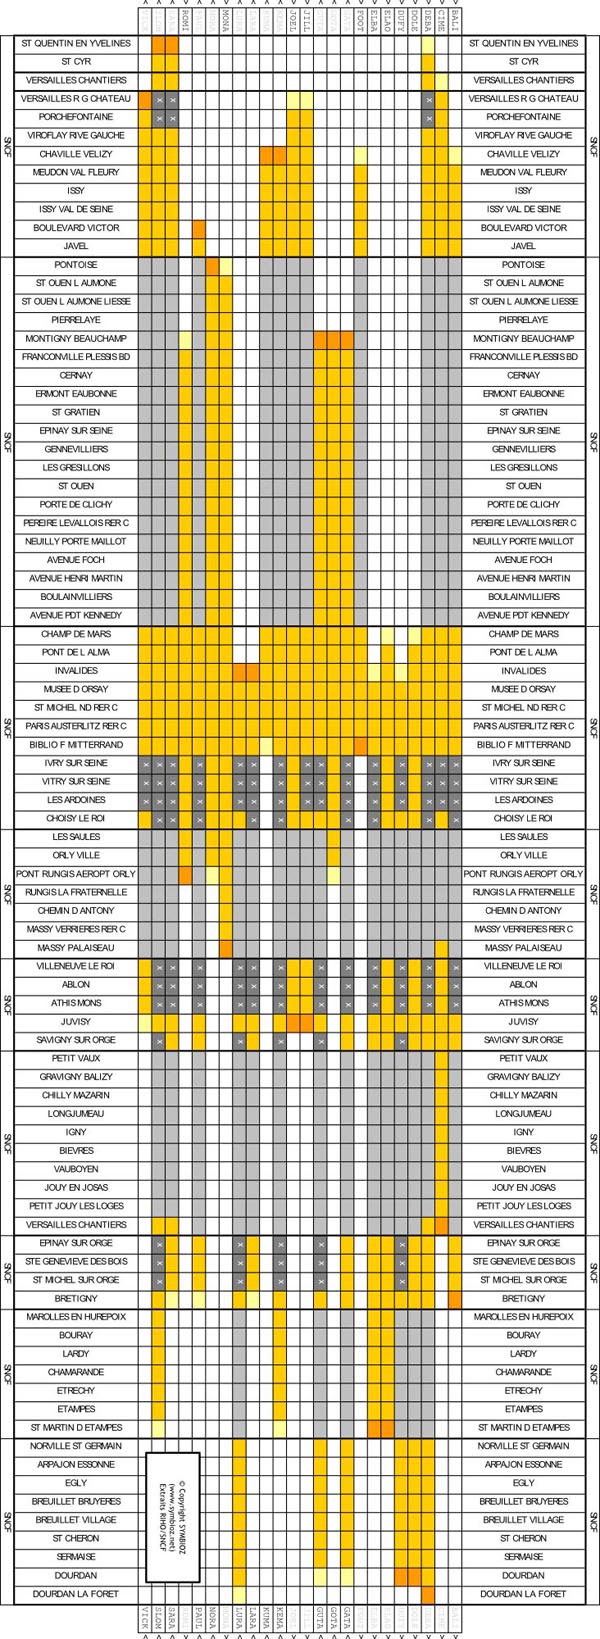 ROMI MONA JOEL JILL FOOT ELBA ELAO DUFY DOLE DEBA CIME BALI
ST QUENTIN EN YVELINES ST QUENTIN EN YVELINES
ST CYR ST CYR
VERSAILLES CHANTIERS VERSAILLES CHANTIERS
VERSAILLES R G CHATEAU VERSAILLES R G CHATEAU
PORCHEFONTAINE PORCHEFONTAINE
VIROFLAY RIVE GAUCHE VIROFLAY RIVE GAUCHE
SNCF SNCF
CHAVILLE VELIZY CHAVILLE VELIZY
MEUDON VAL FLEURY MEUDON VAL FLEURY
ISSY ISSY
ISSY VAL DE SEINE ISSY VAL DE SEINE
BOULEVARD VICTOR BOULEVARD VICTOR
JAVEL JAVEL
PONTOISE PONTOISE
ST OUEN L AUMONE ST OUEN L AUMONE
ST OUEN L AUMONE LIESSE ST OUEN L AUMONE LIESSE
PIERRELAYE PIERRELAYE
MONTIGNY BEAUCHAMP MONTIGNY BEAUCHAMP
FRANCONVILLE PLESSIS BD FRANCONVILLE PLESSIS BD
CERNAY CERNAY
ERMONT EAUBONNE ERMONT EAUBONNE
ST GRATIEN ST GRATIEN
EPINAY SUR SEINE EPINAY SUR SEINE
SNCF SNCF
GENNEVILLIERS GENNEVILLIERS
LES GRESILLONS LES GRESILLONS
ST OUEN ST OUEN
PORTE DE CLICHY PORTE DE CLICHY
PEREIRE LEVALLOIS RER C PEREIRE LEVALLOIS RER C
NEUILLY PORTE MAILLOT NEUILLY PORTE MAILLOT
AVENUE FOCH AVENUE FOCH
AVENUE HENRI MARTIN AVENUE HENRI MARTIN
BOULAINVILLIERS BOULAINVILLIERS
AVENUE PDT KENNEDY AVENUE PDT KENNEDY
CHAMP DE MARS CHAMP DE MARS
PONT DE L ALMA PONT DE L ALMA
INVALIDES INVALIDES
MUSEE D ORSAY MUSEE D ORSAY
ST MICHEL ND RER C ST MICHEL ND RER C
PARIS AUSTERLITZ RER C PARIS AUSTERLITZ RER C
SNCF SNCF
BIBLIO F MITTERRAND BIBLIO F MITTERRAND
IVRY SUR SEINE IVRY SUR SEINE
VITRY SUR SEINE VITRY SUR SEINE
LES ARDOINES LES ARDOINES
CHOISY LE ROI CHOISY LE ROI
LES SAULES LES SAULES
ORLY VILLE ORLY VILLE
PONT RUNGIS AEROPT ORLY PONT RUNGIS AEROPT ORLY
SNCF SNCF
RUNGIS LA FRATERNELLE RUNGIS LA FRATERNELLE
CHEMIN D ANTONY CHEMIN D ANTONY
MASSY VERRIERES RER C MASSY VERRIERES RER C
MASSY PALAISEAU MASSY PALAISEAU
VILLENEUVE LE ROI VILLENEUVE LE ROI
ABLON ABLON
ATHIS MONS ATHIS MONS
SNCF SNCF
JUVISY JUVISY
SAVIGNY SUR ORGE SAVIGNY SUR ORGE
PETIT VAUX PETIT VAUX
GRAVIGNY BALIZY GRAVIGNY BALIZY
CHILLY MAZARIN CHILLY MAZARIN
LONGJUMEAU LONGJUMEAU
IGNY IGNY
SNCF SNCF
BIEVRES BIEVRES
VAUBOYEN VAUBOYEN
JOUY EN JOSAS JOUY EN JOSAS
PETIT JOUY LES LOGES PETIT JOUY LES LOGES
VERSAILLES CHANTIERS VERSAILLES CHANTIERS
EPINAY SUR ORGE EPINAY SUR ORGE
STE GENEVIEVE DES BOIS STE GENEVIEVE DES BOIS
SNCF SNCF
ST MICHEL SUR ORGE ST MICHEL SUR ORGE
BRETIGNY BRETIGNY
MAROLLES EN HUREPOIX MAROLLES EN HUREPOIX
BOURAY BOURAY
LARDY LARDY
CHAMARANDE CHAMARANDE
SNCF SNCF
ETRECHY ETRECHY
ETAMPES ETAMPES
ST MARTIN D ETAMPES ST MARTIN D ETAMPES
NORVILLE ST GERMAIN NORVILLE ST GERMAIN
ARPAJON ESSONNE ARPAJON ESSONNE
EGLY EGLY
BREUILLET BRUYERES BREUILLET BRUYERES
BREUILLET VILLAGE BREUILLET VILLAGE
SNCF SNCF
ST CHERON ST CHERON
SERMAISE SERMAISE
DOURDAN DOURDAN
DOURDAN LA FORET DOURDAN LA FORET
© Copyright SYMBIOZ
(www.symbioz.net)
Extraits RIHO/SNCF
VICK SLOM SARA PAUL NORA LURA LARA KUMA KEMA GUTA GOTA GATA